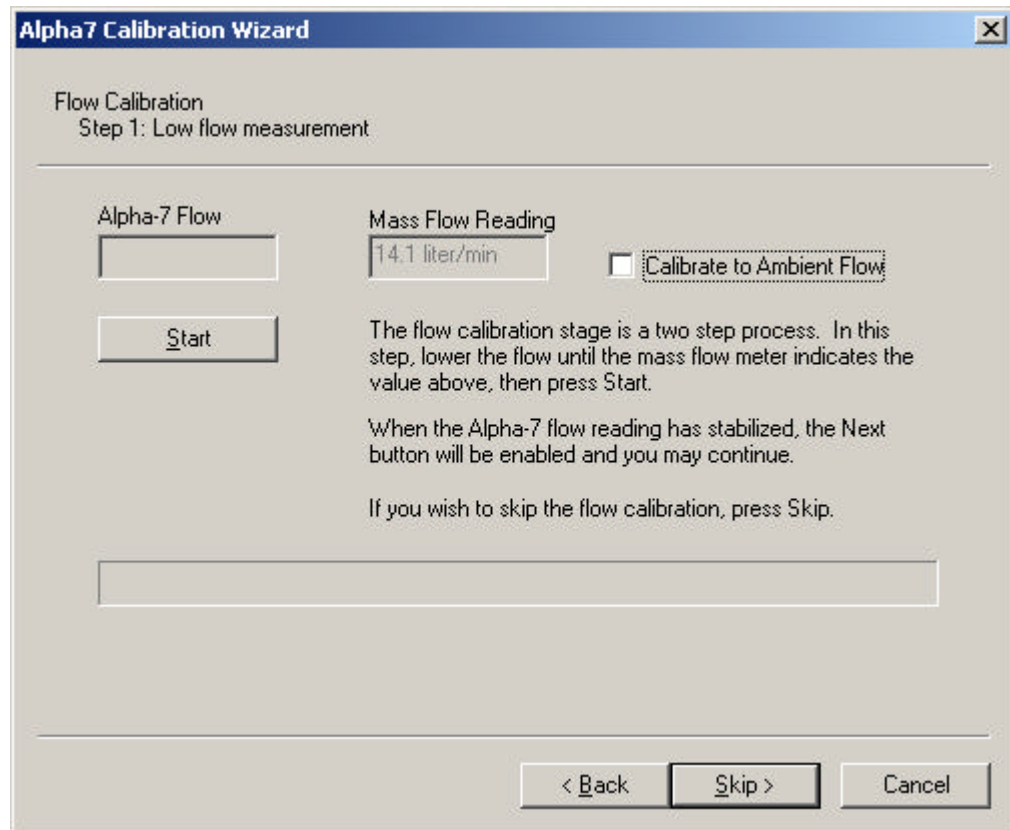 Alpha7 Calibration Wizard
Flow Calibration
Step 1: Low flow measurement
Alpha-7 Flow
Mass Flow Reading
14.1 liter/min
Calibrate to Ambient Flow
Start
The flow calibration stage is a two step process. In this
step, lower the flow until the mass flow meter indicates the
value above, then press Start.
When the Alpha-7 flow reading has stabilized, the Next
button will be enabled and you may continue.
If you wish to skip the flow calibration, press Skip.
< Back
Skip >
Cancel